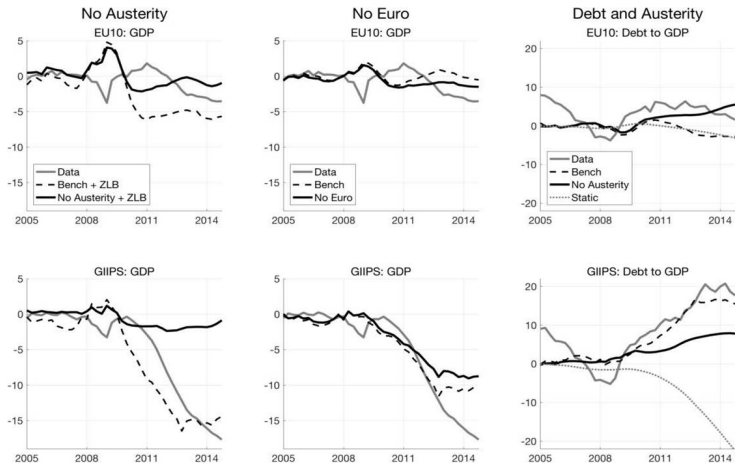 No Austerity
No Euro
Debt and Austerity
EU10: GDP
EU10: GDP
EU10: Debt to GDP
5
0
-5
-10
-15
Data
Bench + ZLB
No Austerity + ZLB
2005 2008 2011 2014
5
0
-5
-10
-15
Data
Bench
No Euro
2005 2008 2011 2014
20
10
0
-10
-20
Data
Bench
No Austerity
Static
2005 2008 2011 2014
GIIPS: GDP
GIIPS: GDP
GIIPS: Debt to GDP
5
0
-5
-10
-15
2005 2008 2011 2014
5
0
-5
-10
-15
2005 2008 2011 2014
20
10
0
-10
-20
2005 2008 2011 2014